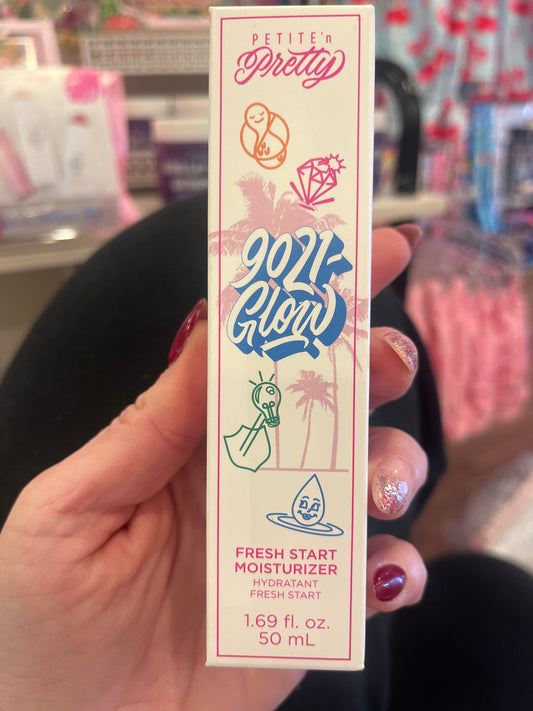 PETITE'n
Pretty
9021-
Glow
FRESH START
MOISTURIZER
HYDRATANT
FRESH START
1.69 fl. oz.
50 mL